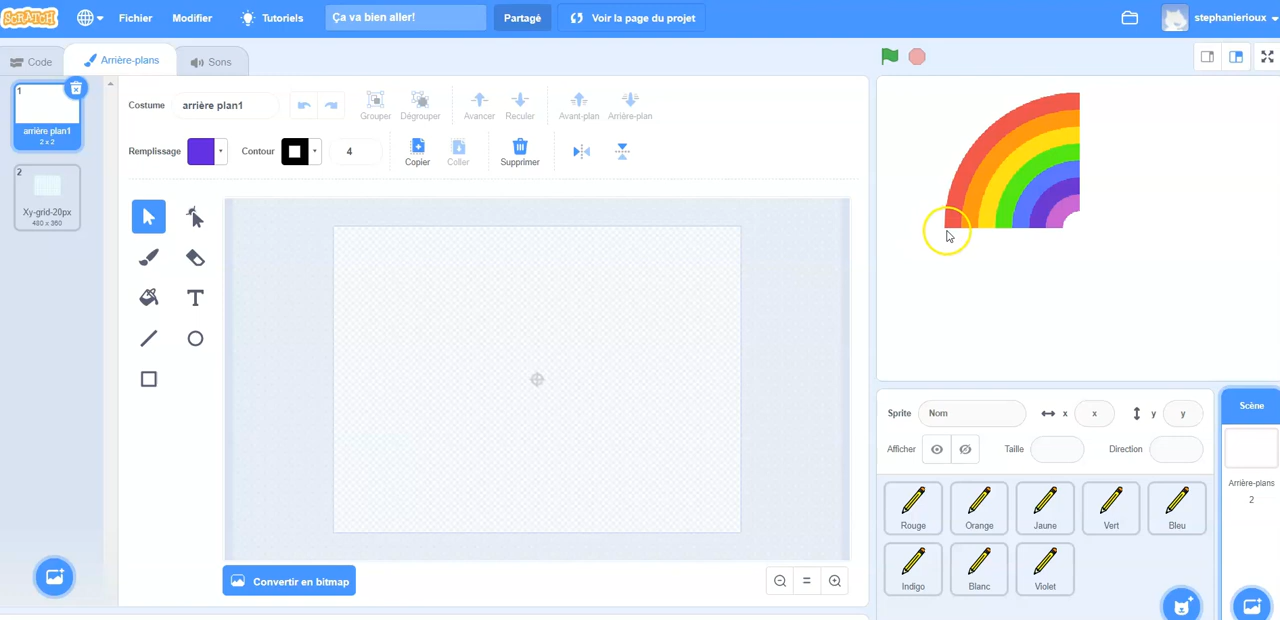 SCRATCH Fichier Modifier Tutoriels Ça va bien aller! Partagé Voir la page du projet stephanierioux
Code Arrière-plans Sons
1
arrière plan1
2 x 2
2
Xy-grid-20px
480 x 360
Costume arrière plan1 Grouper Dégrouper Avancer Reculer Avant-plan Arrière-plan
Remplissage Contour 4 Copier Coller Supprimer
T
Convertir en bitmap
Sprite Nom x x y y
Afficher Taille Direction
Rouge Orange Jaune Vert Bleu
Indigo Blanc Violet
Scène
Arrière-plans
2